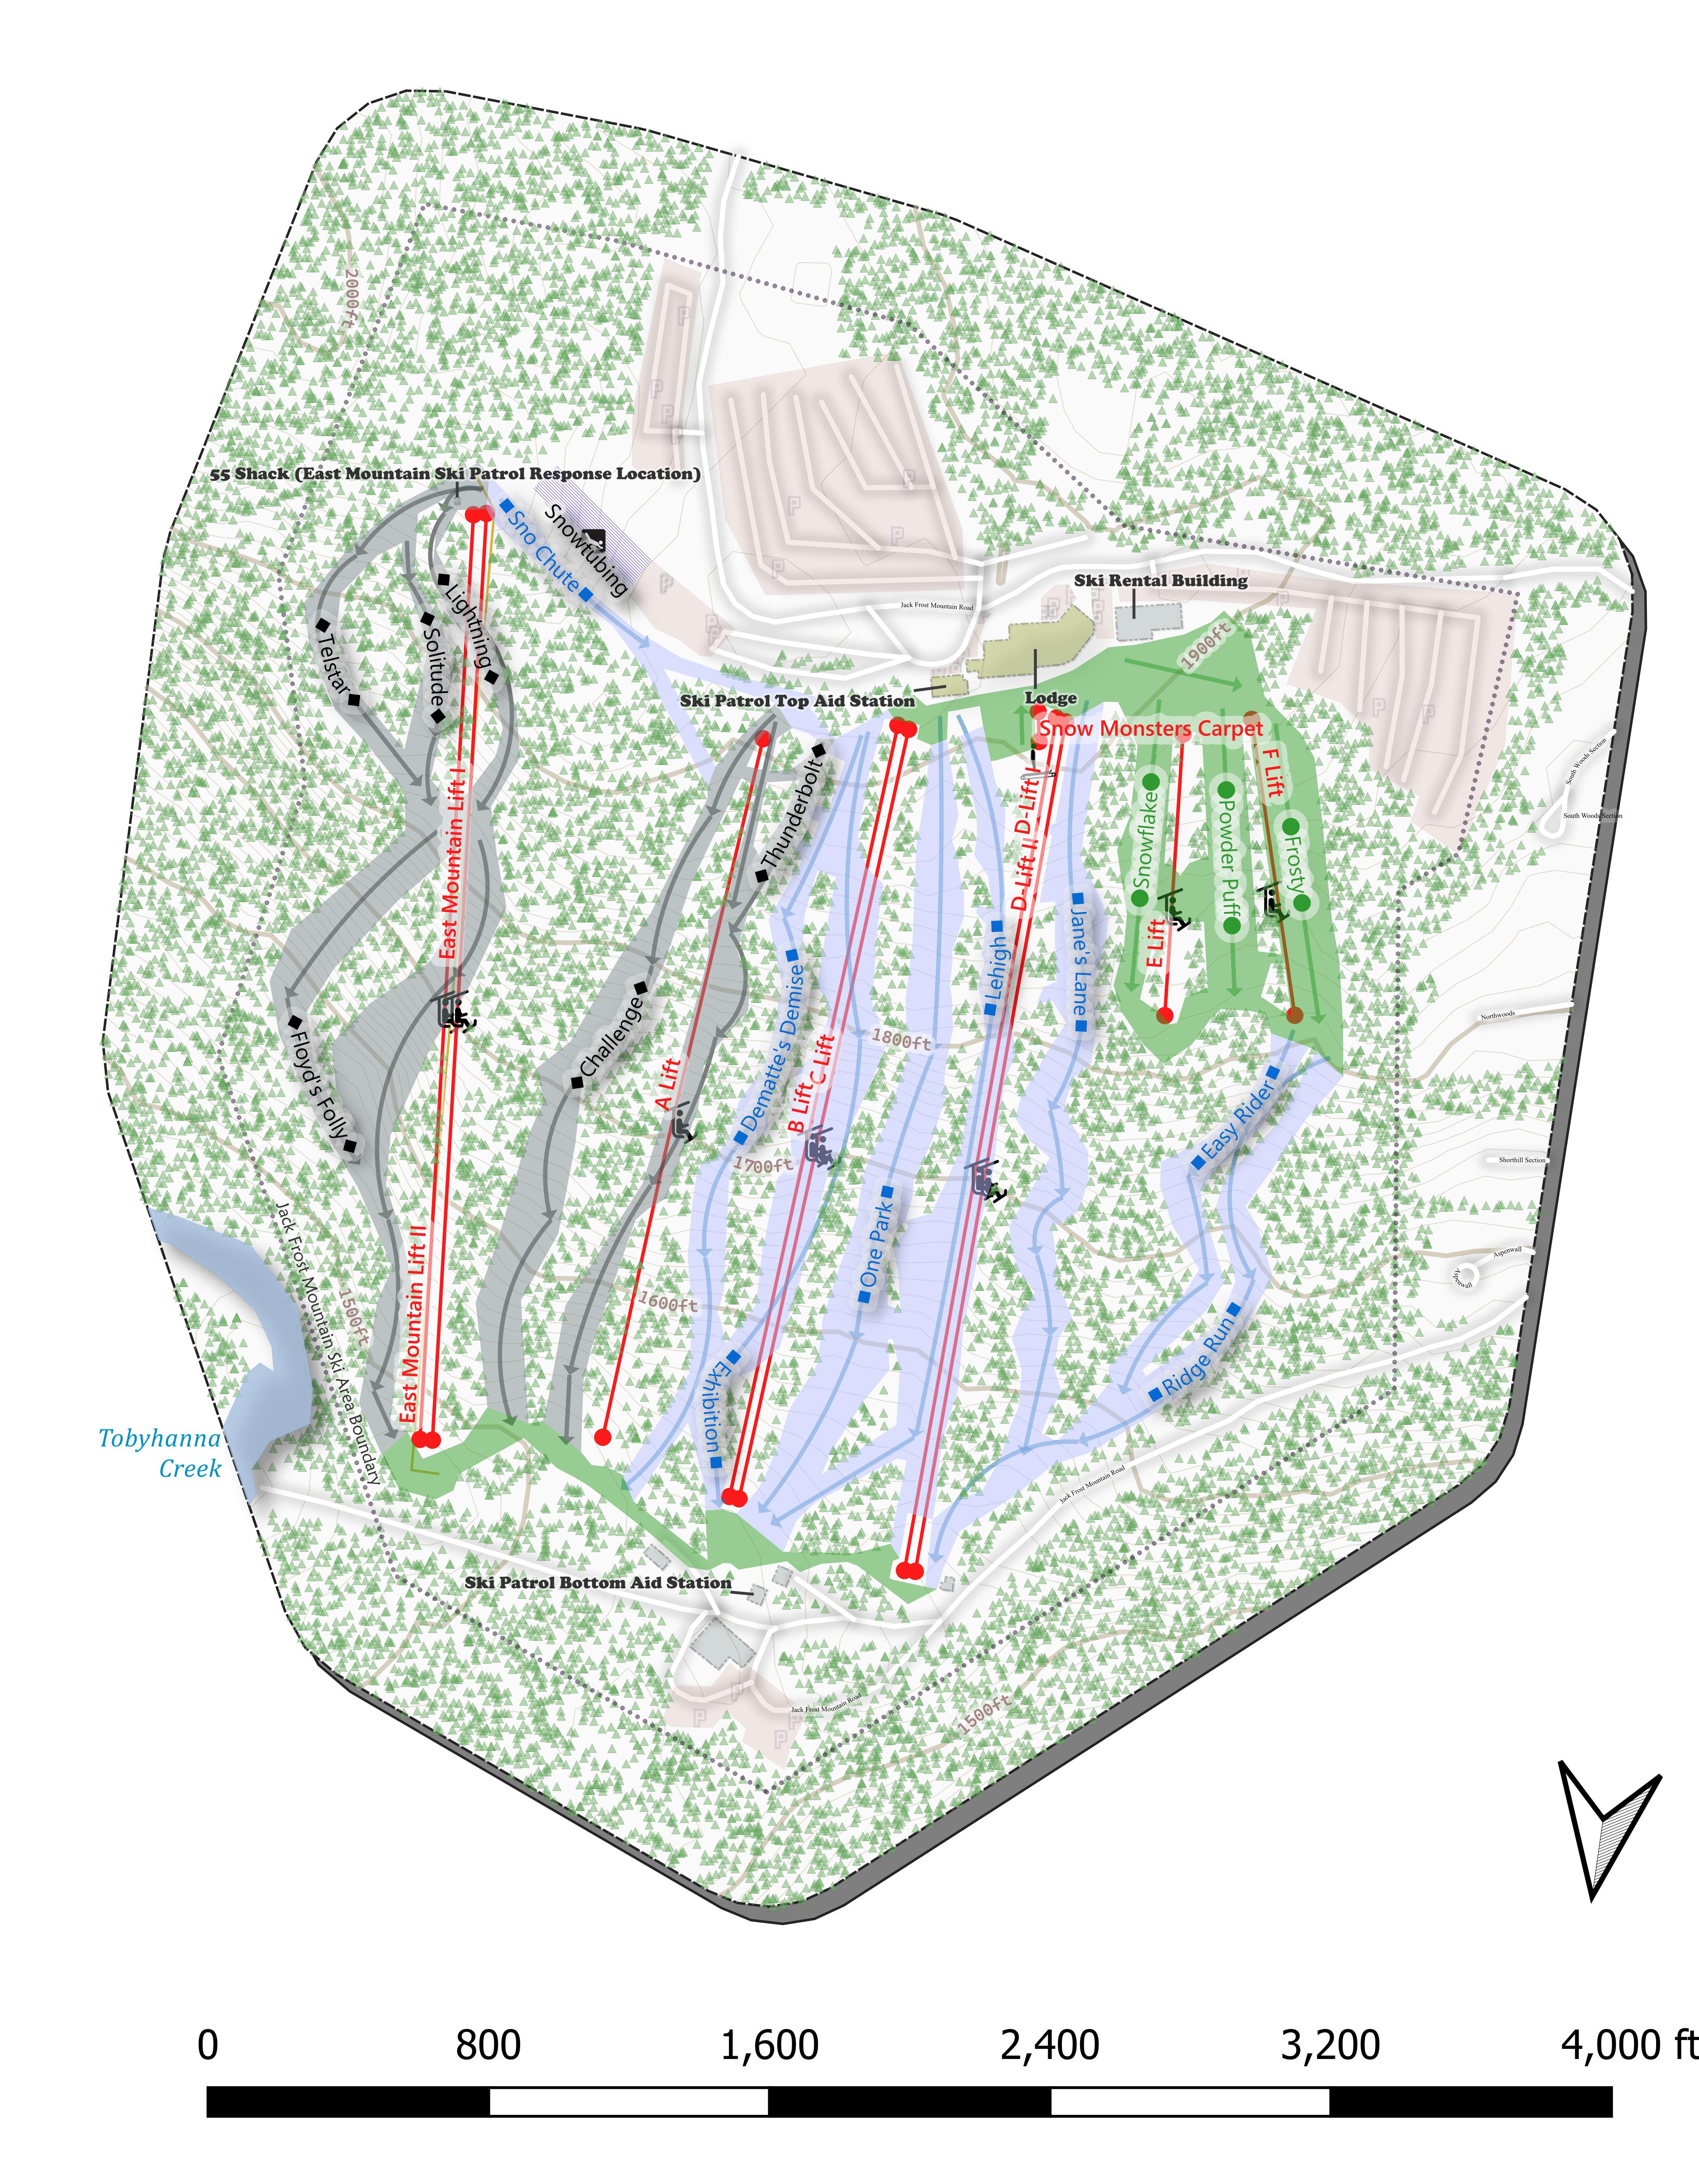 2000ft
P
P
P
P
P
P
P
55 Shack (East Mountain Ski Patrol Response Location)
Sno Chute
Snowtubing
P
P
Ski Rental Building
Jack Frost Mountain Road
P
P
P
P
P
Lightning
Solitude
Telstar
1900ft
Ski Patrol Top Aid Station
Lodge
Snow Monsters Carpet
P
P
South Woods Section
South Woods Section
F Lift
Thunderbolt
D-Lift I
D-Lift II
Snowflake
Powder Puff
Frosty
East Mountain Lift I
Lehigh
Jane's Lane
E Lift
Challenge
Dematte's Demise
A Lift
B Lift
C Lift
1800ft
Northwoods
Floyd's Folly
1700ft
Easy Rider
Shorthill Section
One Park
Aspenwall
Aspenwall
Jack Frost Mountain Ski Area Boundary
1500ft
1600ft
East Mountain Lift II
Exhibition
Ridge Run
Tobyhanna
Creek
Jack Frost Mountain Road
Ski Patrol Bottom Aid Station
P
P
P
P
Jack Frost Mountain Road
1500ft
0 800 1,600 2,400 3,200 4,000 ft